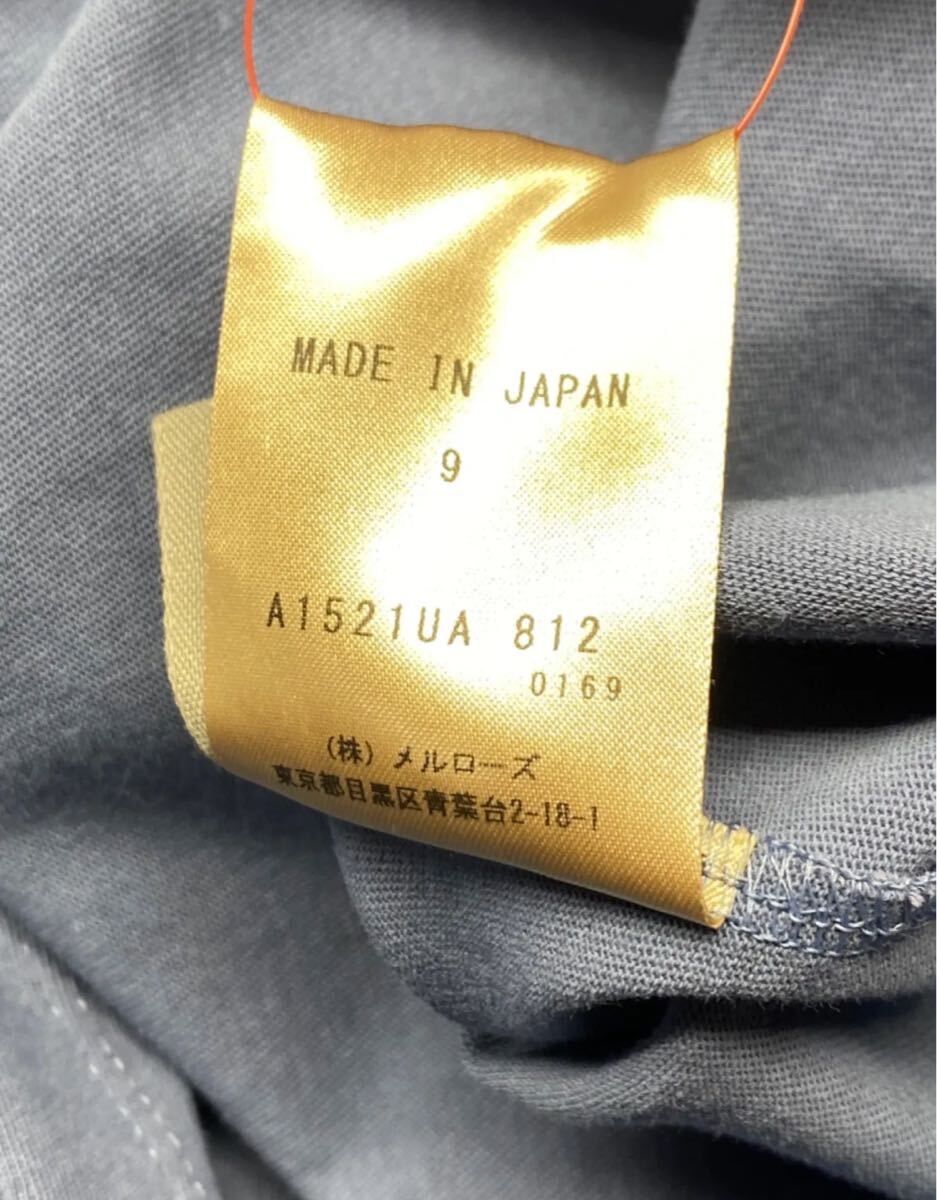 MADE IN JAPAN
9
A1521UA 812
0169
(株)メルローズ
東京都目黒区青葉台2-18-1